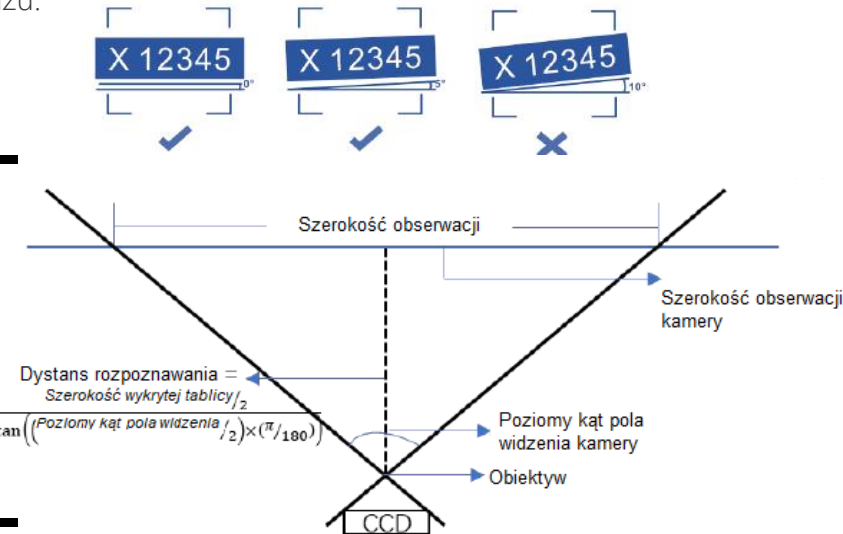 X 12345
0°
X 12345
5°
X 12345
10°
Szerokość obserwacji
Szerokość obserwacji
kamery
Dystans rozpoznawania =
Szerokość wykrytej tablicy/2
tan((Poziomy kąt pola widzenia/2)×(π/180))
Poziomy kąt pola
widzenia kamery
Obiektyw
CCD